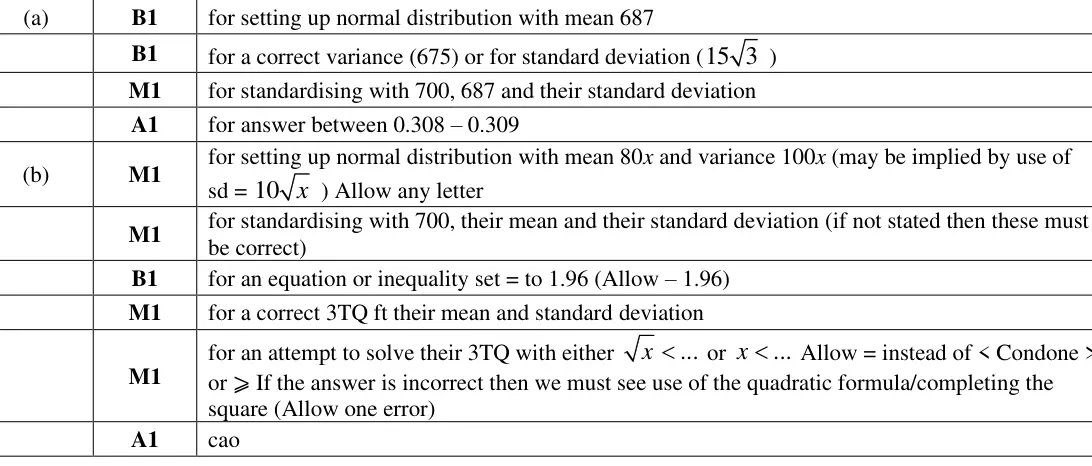 (a) B1 for setting up normal distribution with mean 687
B1 for a correct variance (675) or for standard deviation (15√3 )
M1 for standardising with 700, 687 and their standard deviation
A1 for answer between 0.308 – 0.309
(b) M1 for setting up normal distribution with mean 80x and variance 100x (may be implied by use of
sd = 10√x ) Allow any letter
M1 for standardising with 700, their mean and their standard deviation (if not stated then these must
be correct)
B1 for an equation or inequality set = to 1.96 (Allow – 1.96)
M1 for a correct 3TQ ft their mean and standard deviation
M1 for an attempt to solve their 3TQ with either √x < ... or x < ... Allow = instead of < Condone >
or ⩾ If the answer is incorrect then we must see use of the quadratic formula/completing the
square (Allow one error)
A1 cao